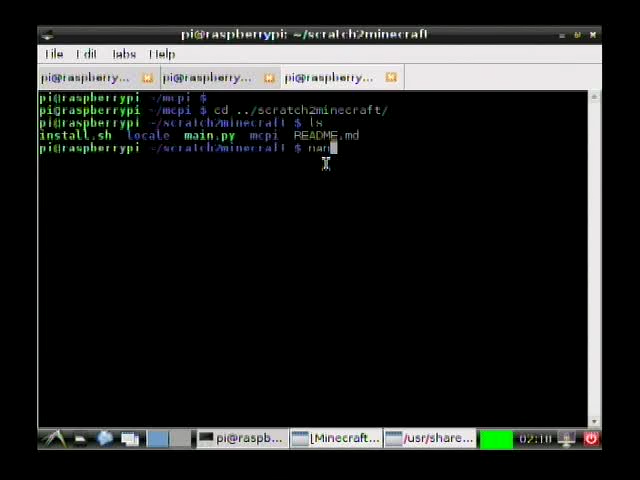 pi@raspberrypi: ~/scratch2minecraft
File Edit Tabs Help
pi@raspberry... pi@raspberry... pi@raspberry...
pi@raspberrypi ~/mcpi $
pi@raspberrypi ~/mcpi $ cd ../scratch2minecraft/
pi@raspberrypi ~/scratch2minecraft $ ls
install.sh locale main.py mcpi README.md
pi@raspberrypi ~/scratch2minecraft $ nan
pi@raspb... [Minecraft... /usr/share... 02:10